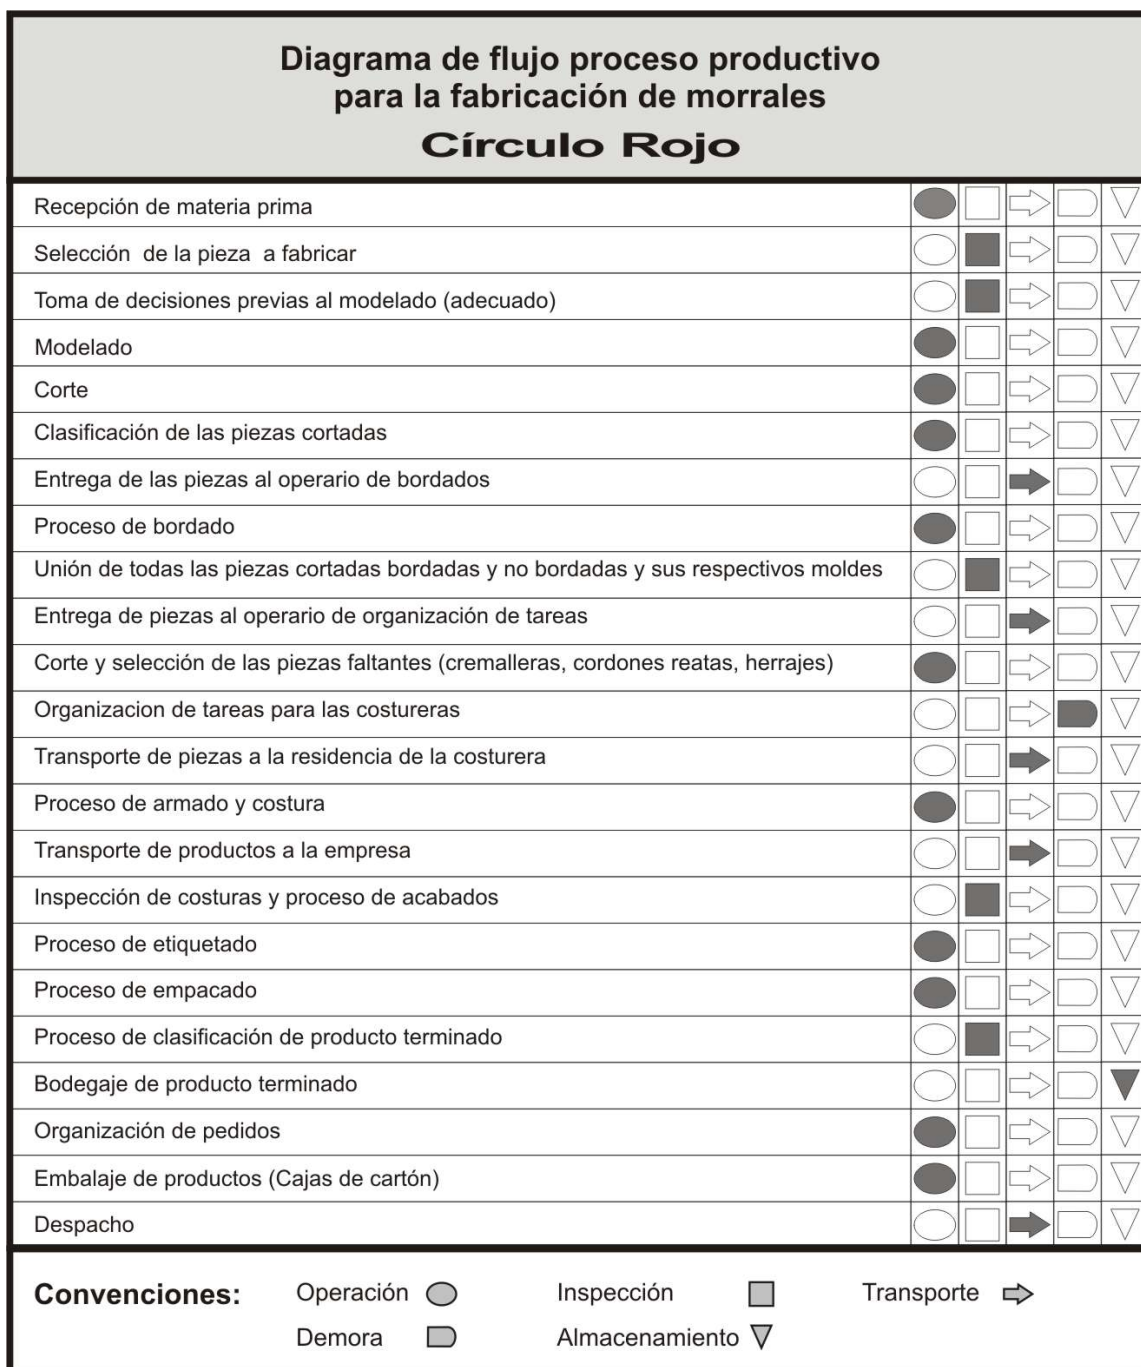 Diagrama de flujo proceso productivo
para la fabricación de morrales
Círculo Rojo
Recepción de materia prima
Selección de la pieza a fabricar
Toma de decisiones previas al modelado (adecuado)
Modelado
Corte
Clasificación de las piezas cortadas
Entrega de las piezas al operario de bordados
Proceso de bordado
Unión de todas las piezas cortadas bordadas y no bordadas y sus respectivos moldes
Entrega de piezas al operario de organización de tareas
Corte y selección de las piezas faltantes (cremalleras, cordones reatas, herrajes)
Organizacion de tareas para las costureras
Transporte de piezas a la residencia de la costurera
Proceso de armado y costura
Transporte de productos a la empresa
Inspección de costuras y proceso de acabados
Proceso de etiquetado
Proceso de empacado
Proceso de clasificación de producto terminado
Bodegaje de producto terminado
Organización de pedidos
Embalaje de productos (Cajas de cartón)
Despacho
Convenciones: Operación Inspección Transporte
Demora Almacenamiento